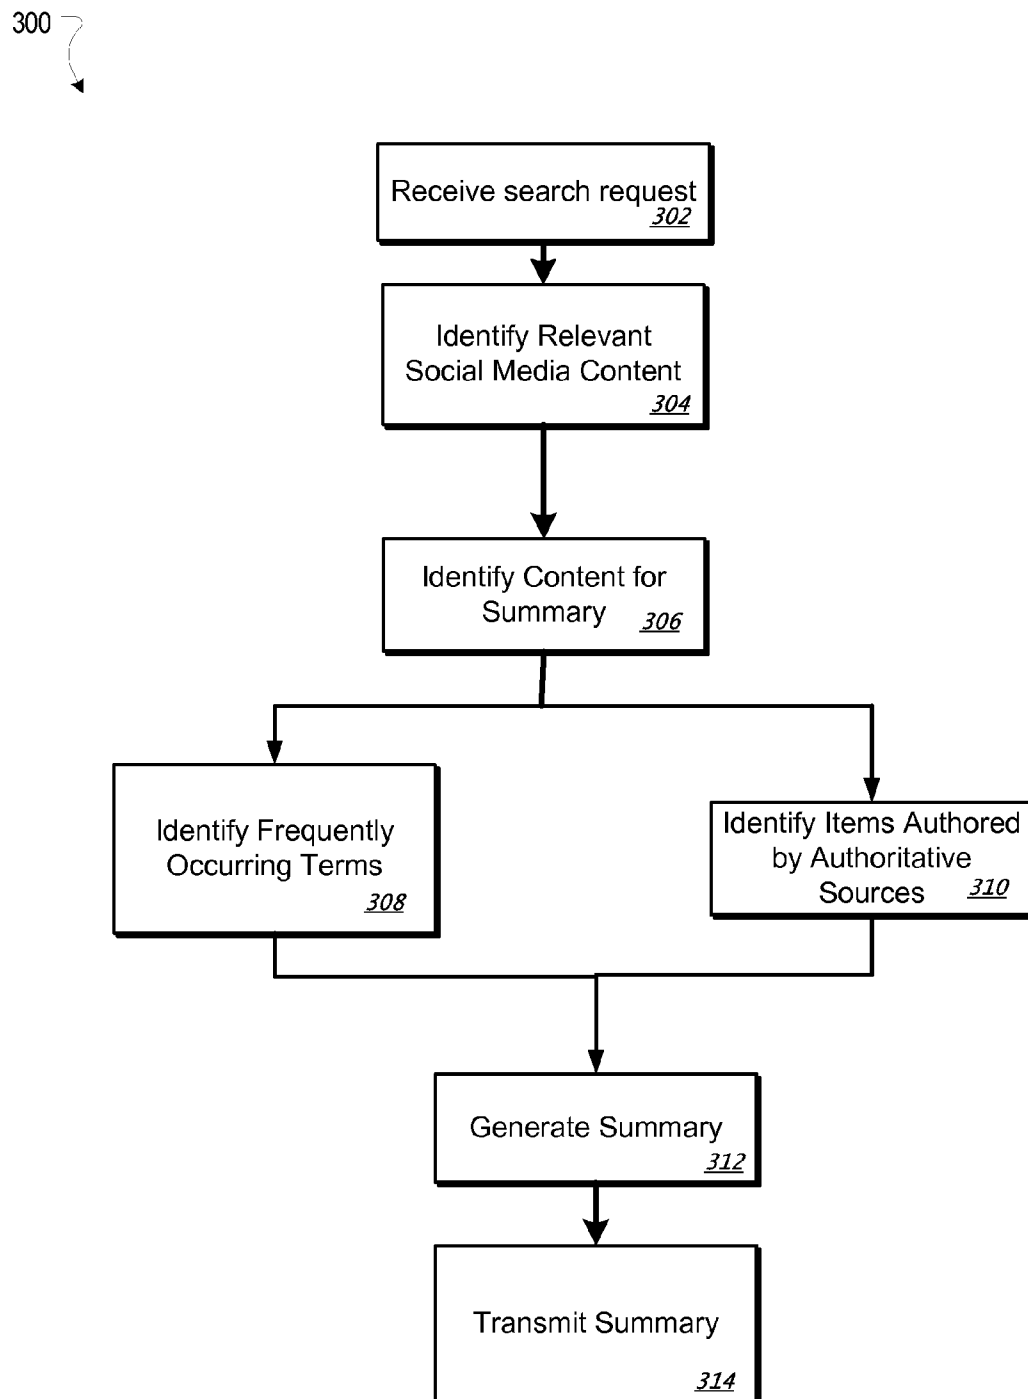 300
Receive search request
302
Identify Relevant
Social Media Content
304
Identify Content for
Summary
306
Identify Frequently
Occurring Terms
308
Identify Items Authored
by Authoritative
Sources
310
Generate Summary
312
Transmit Summary
314